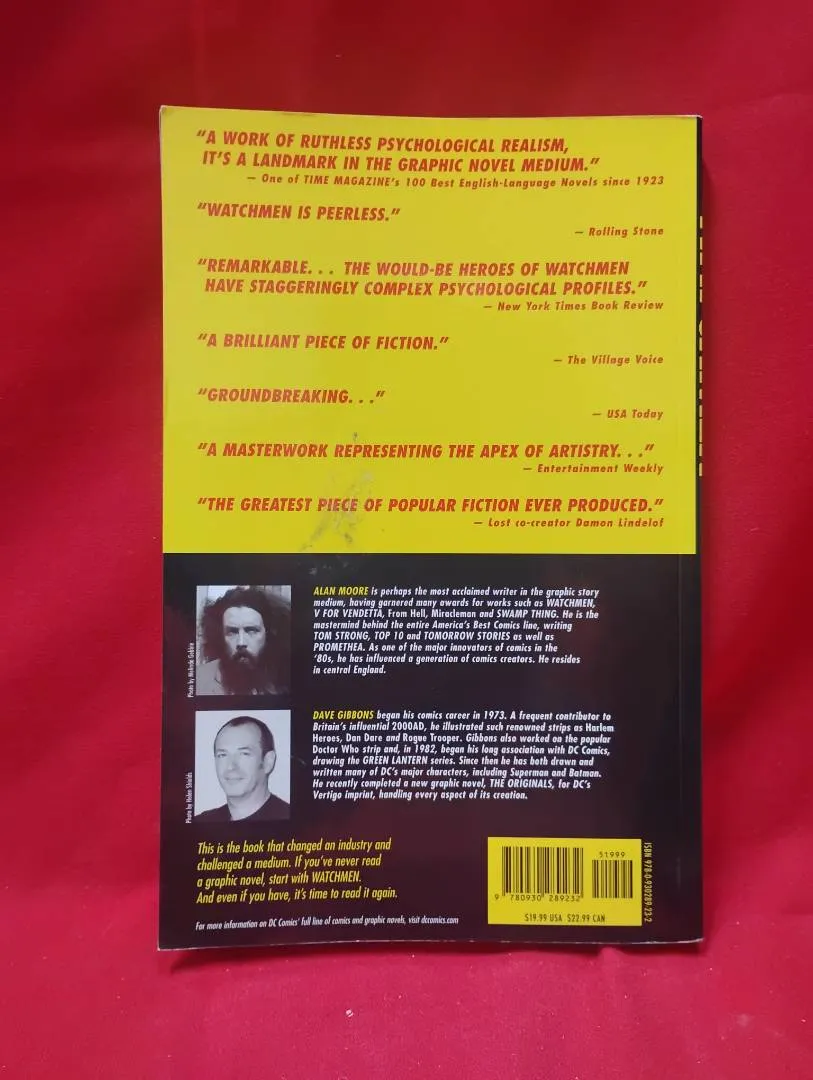 “A WORK OF RUTHLESS PSYCHOLOGICAL REALISM,
IT'S A LANDMARK IN THE GRAPHIC NOVEL MEDIUM.”
— One of TIME MAGAZINE's 100 Best English-Language Novels since 1923
“WATCHMEN IS PEERLESS.”
— Rolling Stone
“REMARKABLE. . . THE WOULD-BE HEROES OF WATCHMEN
HAVE STAGGERINGLY COMPLEX PSYCHOLOGICAL PROFILES.”
— New York Times Book Review
“A BRILLIANT PIECE OF FICTION.”
— The Village Voice
“GROUNDBREAKING. . .”
— USA Today
“A MASTERWORK REPRESENTING THE APEX OF ARTISTRY. . .”
— Entertainment Weekly
“THE GREATEST PIECE OF POPULAR FICTION EVER PRODUCED.”
— Lost co-creator Damon Lindelof
ALAN MOORE is perhaps the most acclaimed writer in the graphic story
medium, having garnered many awards for works such as WATCHMEN,
V FOR VENDETTA, From Hell, Miracleman and SWAMP THING. He is the
mastermind behind the entire America's Best Comics line, writing
TOM STRONG, TOP 10 and TOMORROW STORIES as well as
PROMETHEA. As one of the major innovators of comics in the
'80s, he has influenced a generation of comics creators. He resides
in central England.
Photo by Melinda Gebbie
DAVE GIBBONS began his comics career in 1973. A frequent contributor to
Britain's influential 2000AD, he illustrated such renowned strips as Harlem
Heroes, Dan Dare and Rogue Trooper. Gibbons also worked on the popular
Doctor Who strip and, in 1982, began his long association with DC Comics,
drawing the GREEN LANTERN series. Since then he has both drawn and
written many of DC's major characters, including Superman and Batman.
He recently completed a new graphic novel, THE ORIGINALS, for DC's
Vertigo imprint, handling every aspect of its creation.
Photo by Helen Shields
This is the book that changed an industry and
challenged a medium. If you've never read
a graphic novel, start with WATCHMEN.
And even if you have, it's time to read it again.
For more information on DC Comics' full line of comics and graphic novels, visit dccomics.com
51999
9 780930 289232
$19.99 USA $22.99 CAN
ISBN 978-0-930289-23-2